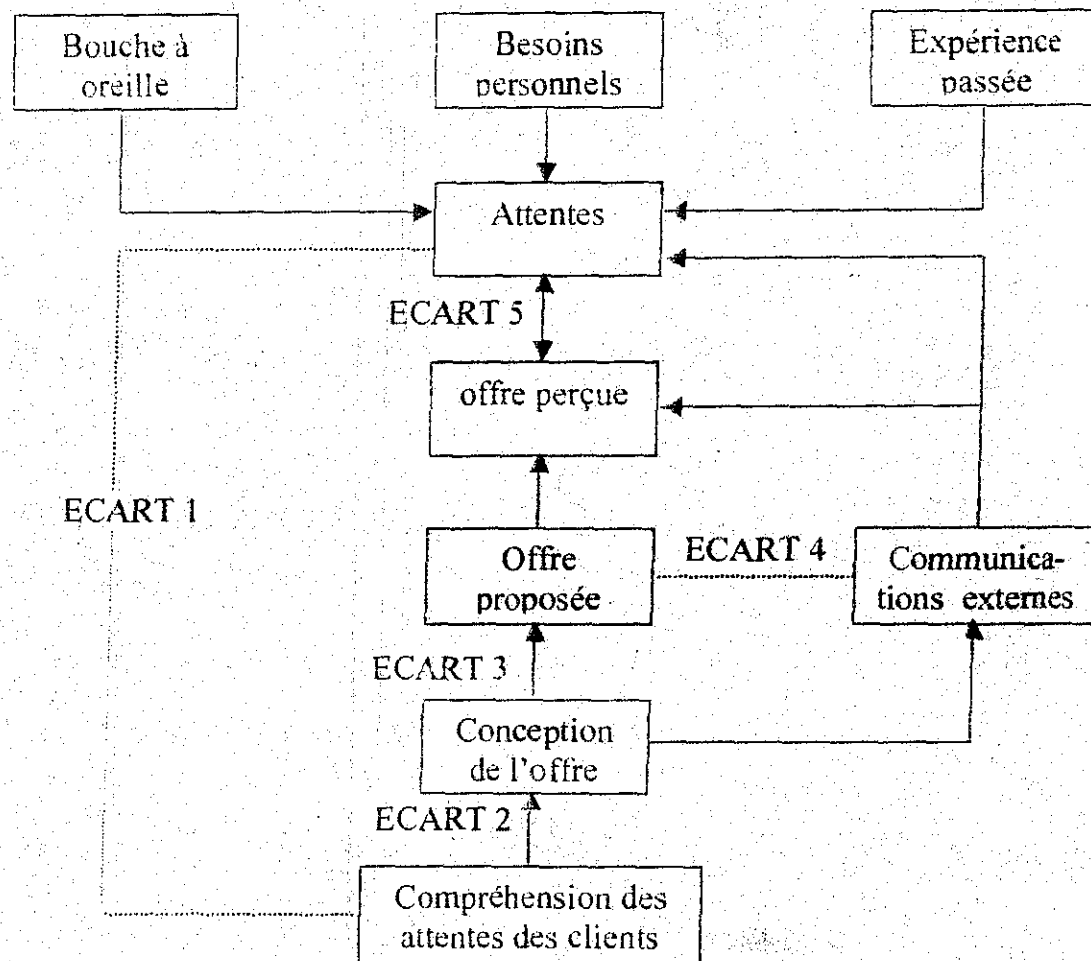 Bouche à
oreille
Besoins
personnels
Expérience
passée
Attentes
ECART 5
offre perçue
ECART 1
Offre
proposée
ECART 4
Communica-
tions externes
ECART 3
Conception
de l'offre
ECART 2
Compréhension des
attentes des clients